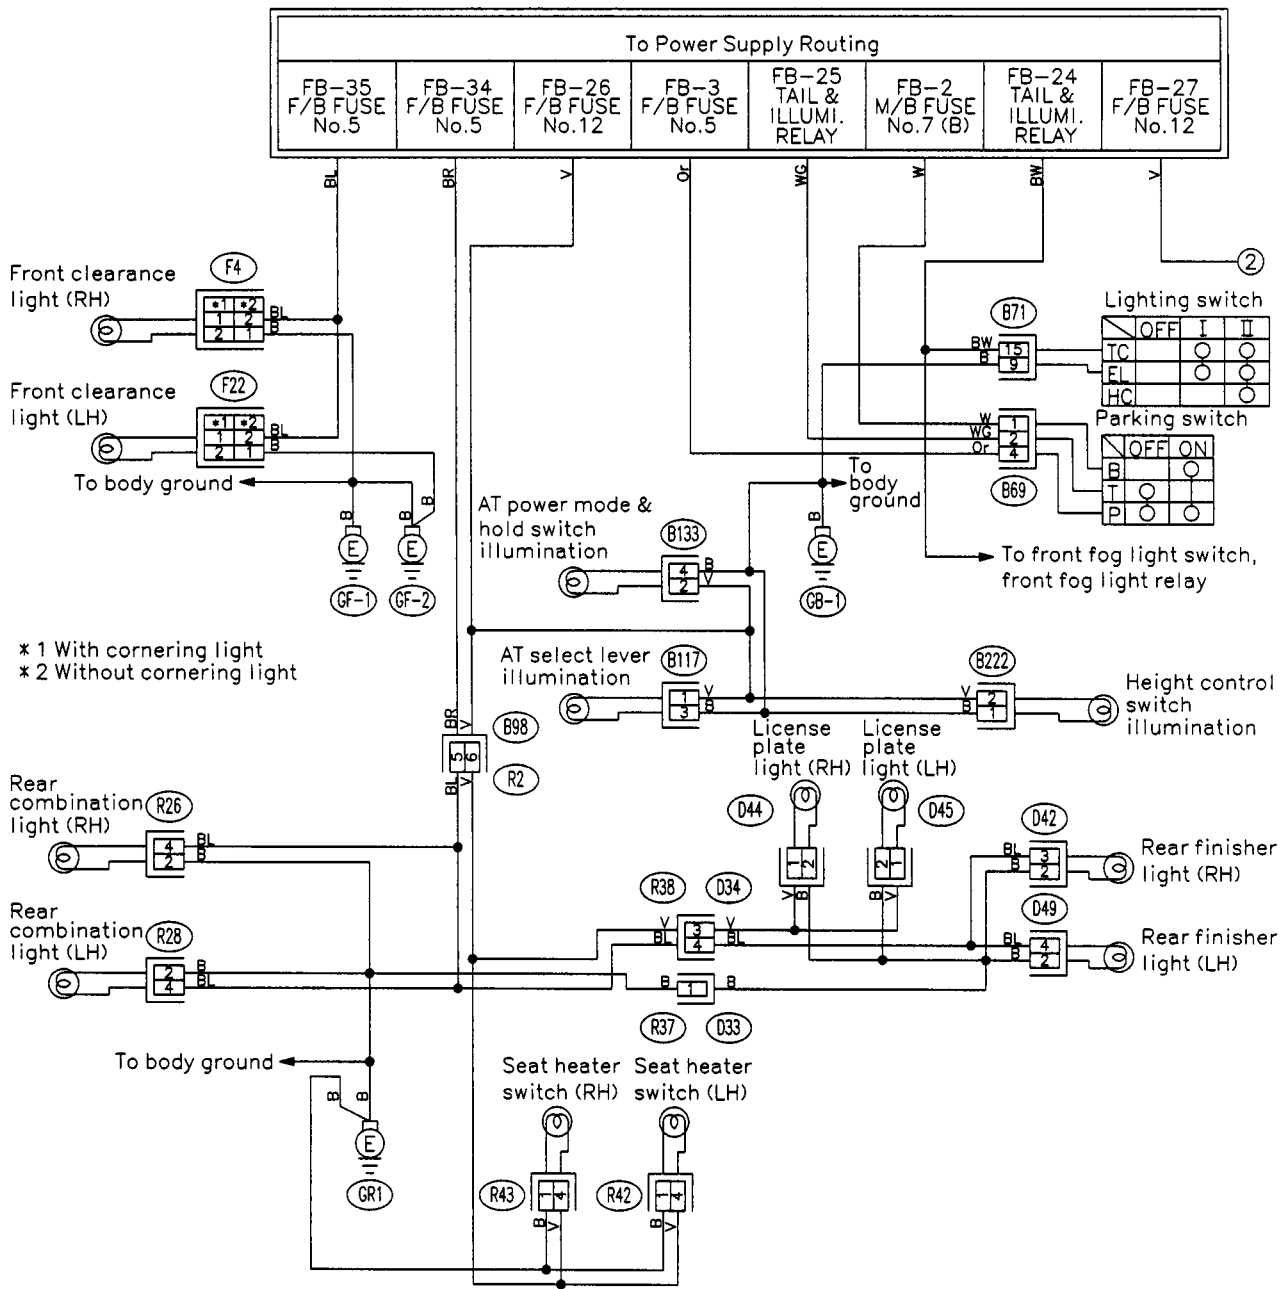 To Power Supply Routing
FB-35
F/B FUSE
No.5
FB-34
F/B FUSE
No.5
FB-26
F/B FUSE
No.12
FB-3
F/B FUSE
No.5
FB-25
TAIL &
ILLUMI.
RELAY
FB-2
M/B FUSE
No.7 (B)
FB-24
TAIL &
ILLUMI.
RELAY
FB-27
F/B FUSE
No.12
BL
BR
V
Or
WG
W
BW
V
2
Front clearance
light (RH)
F4
*1 *2
1 2
2 1
BL
B
Front clearance
light (LH)
F22
*1 *2
1 2
2 1
BL
B
To body ground
B
B
E
E
GF-1
GF-2
* 1 With cornering light
* 2 Without cornering light
Lighting switch
OFF I II
TC
EL
HC
B71
BW
B
15
9
Parking switch
OFF ON
B
T
P
W
WG
Or
1
2
4
B69
To
body
ground
B
E
GB-1
To front fog light switch,
front fog light relay
AT power mode &
hold switch
illumination
B133
4
2
B
V
AT select lever
illumination
B117
1
3
V
B
B222
V
B
2
1
Height control
switch
illumination
BR
V
B98
5 6
R2
BL
V
License
plate
light (RH)
License
plate
light (LH)
D44
1 2
V
B
D45
2 1
B
V
Rear
combination
light (RH)
R26
4
2
BL
B
Rear
combination
light (LH)
R28
2
4
B
BL
R38
D34
V
BL
3
4
V
BL
B
1
B
R37
D33
D42
BL
B
3
2
Rear finisher
light (RH)
D49
BL
B
4
2
Rear finisher
light (LH)
To body ground
B
B
E
GR1
Seat heater
switch (RH)
Seat heater
switch (LH)
R43
1 4
B
V
R42
1 4
B
V